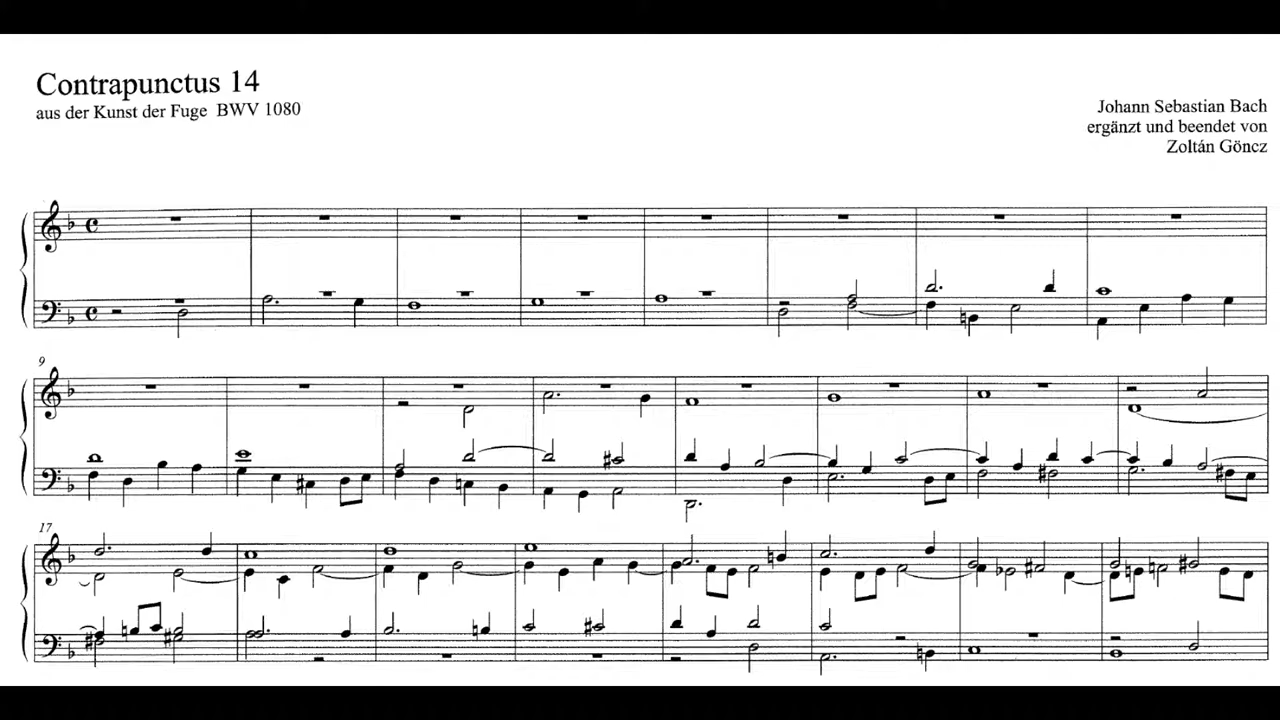 Contrapunctus 14
aus der Kunst der Fuge BWV 1080
Johann Sebastian Bach
ergänzt und beendet von
Zoltán Göncz
9
17